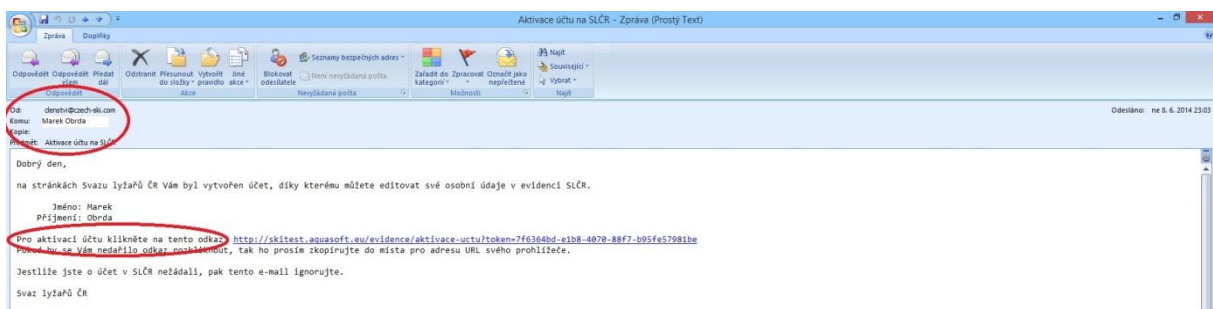 Aktivace účtu na SLČR - Zpráva (Prostý Text)
Zpráva Doplňky
Odpovědět Odpovědět všem Předat dál
Odpovědět
Odstranit Přesunout do složky Vytvořit pravidlo Jiné akce
Akce
Blokovat odesílatele
Seznamy bezpečných adres
Není nevyžádaná pošta
Nevyžádaná pošta
Zařadit do kategorií Zpracovat Označit jako nepřečtené
Možnosti
Najít
Související
Vybrat
Najít
Od: clenstvi@czech-ski.com
Odesláno: ne 8. 6. 2014 23:03
Komu: Marek Obrda
Kopie:
Předmět: Aktivace účtu na SLČR
Dobrý den,
na stránkách Svazu lyžařů ČR Vám byl vytvořen účet, díky kterému můžete editovat své osobní údaje v evidenci SLČR.
Jméno: Marek
Příjmení: Obrda
Pro aktivaci účtu klikněte na tento odkaz http://skitest.aquasoft.eu/evidence/aktivace-uctu?token=7f6364bd-e1b8-4070-88f7-b95fe57981be
Pokud by se Vám nedařilo odkaz rozkliknout, tak ho prosím zkopírujte do místa pro adresu URL svého prohlížeče.
Jestliže jste o účet v SLČR nežádali, pak tento e-mail ignorujte.
Svaz lyžařů ČR